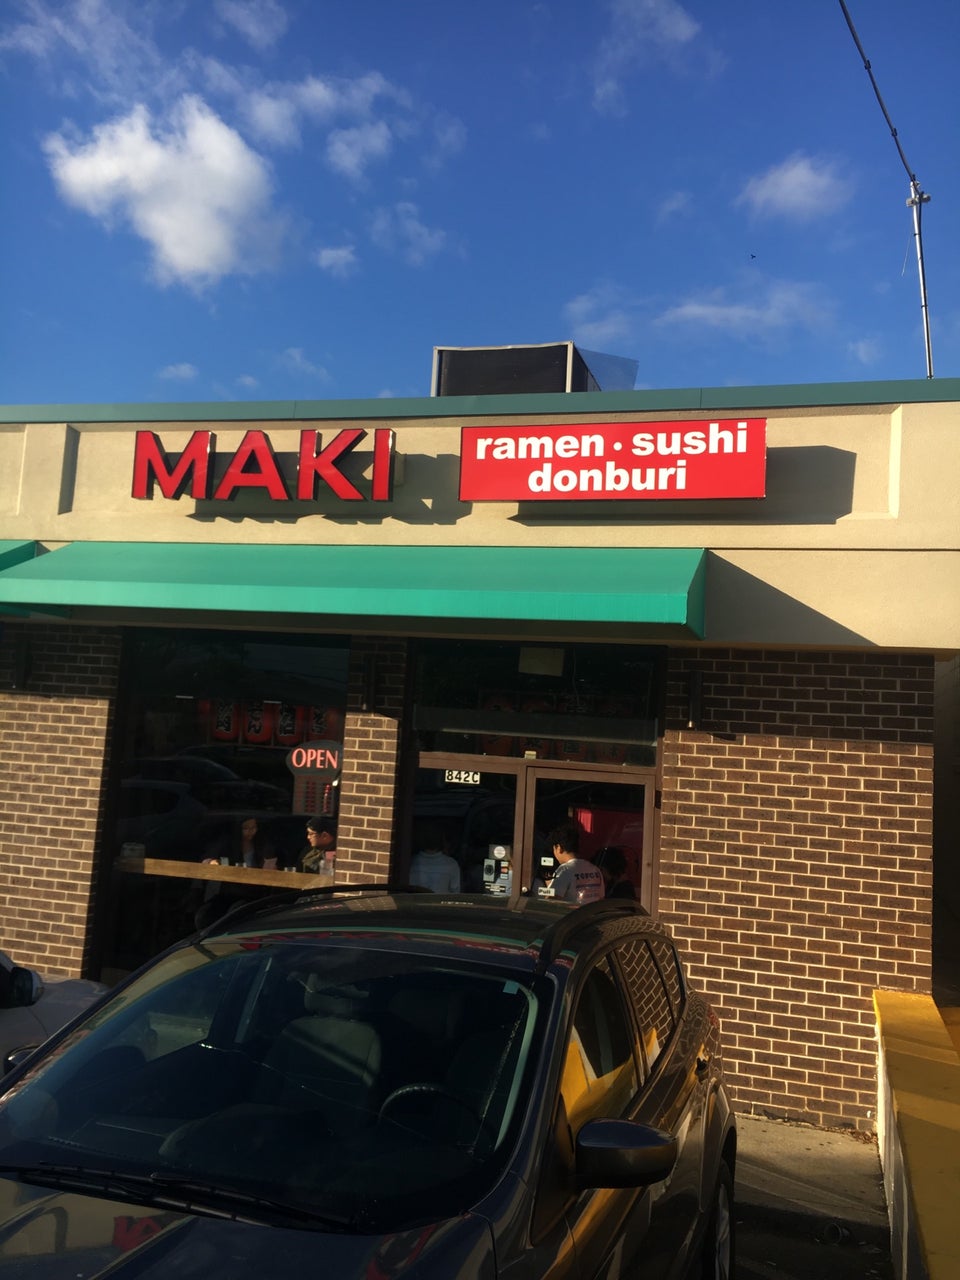 MAKI
ramen · sushi
donburi
OPEN
842C